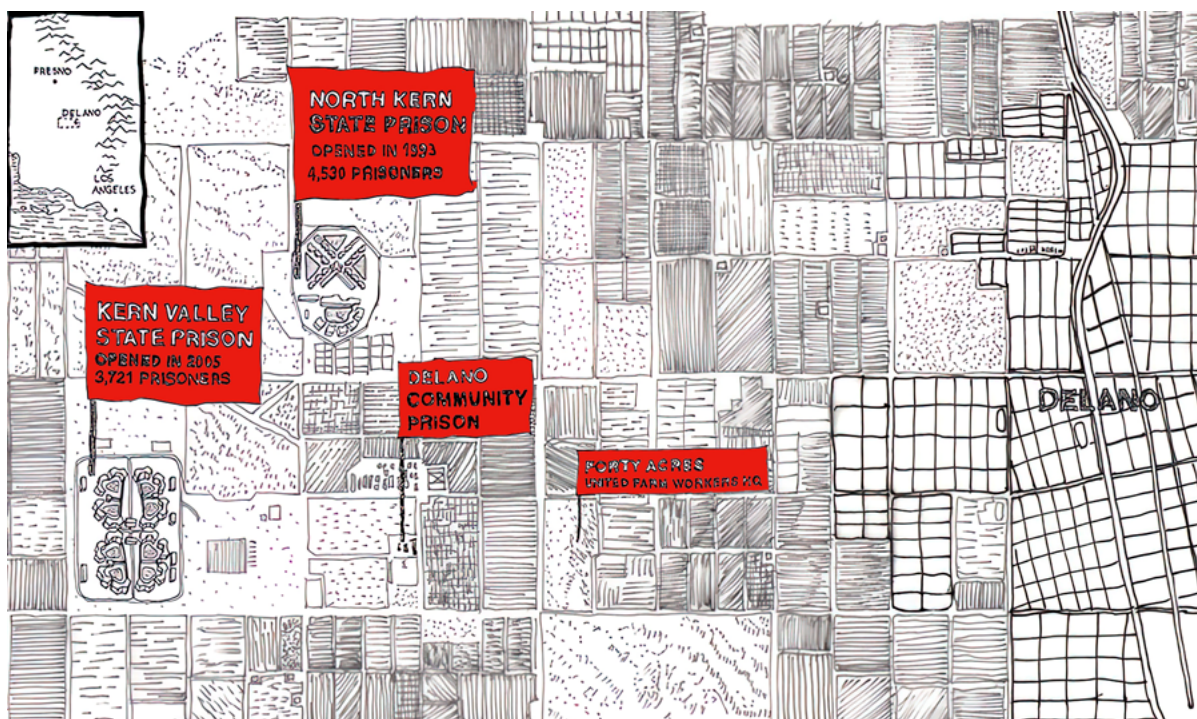 FRESNO
DELANO
LOS
ANGELES
NORTH KERN
STATE PRISON
OPENED IN 1993
4,530 PRISONERS
KERN VALLEY
STATE PRISON
OPENED IN 2005
3,721 PRISONERS
DELANO
COMMUNITY
PRISON
FORTY ACRES
UNITED FARM WORKERS H.Q.
DELANO